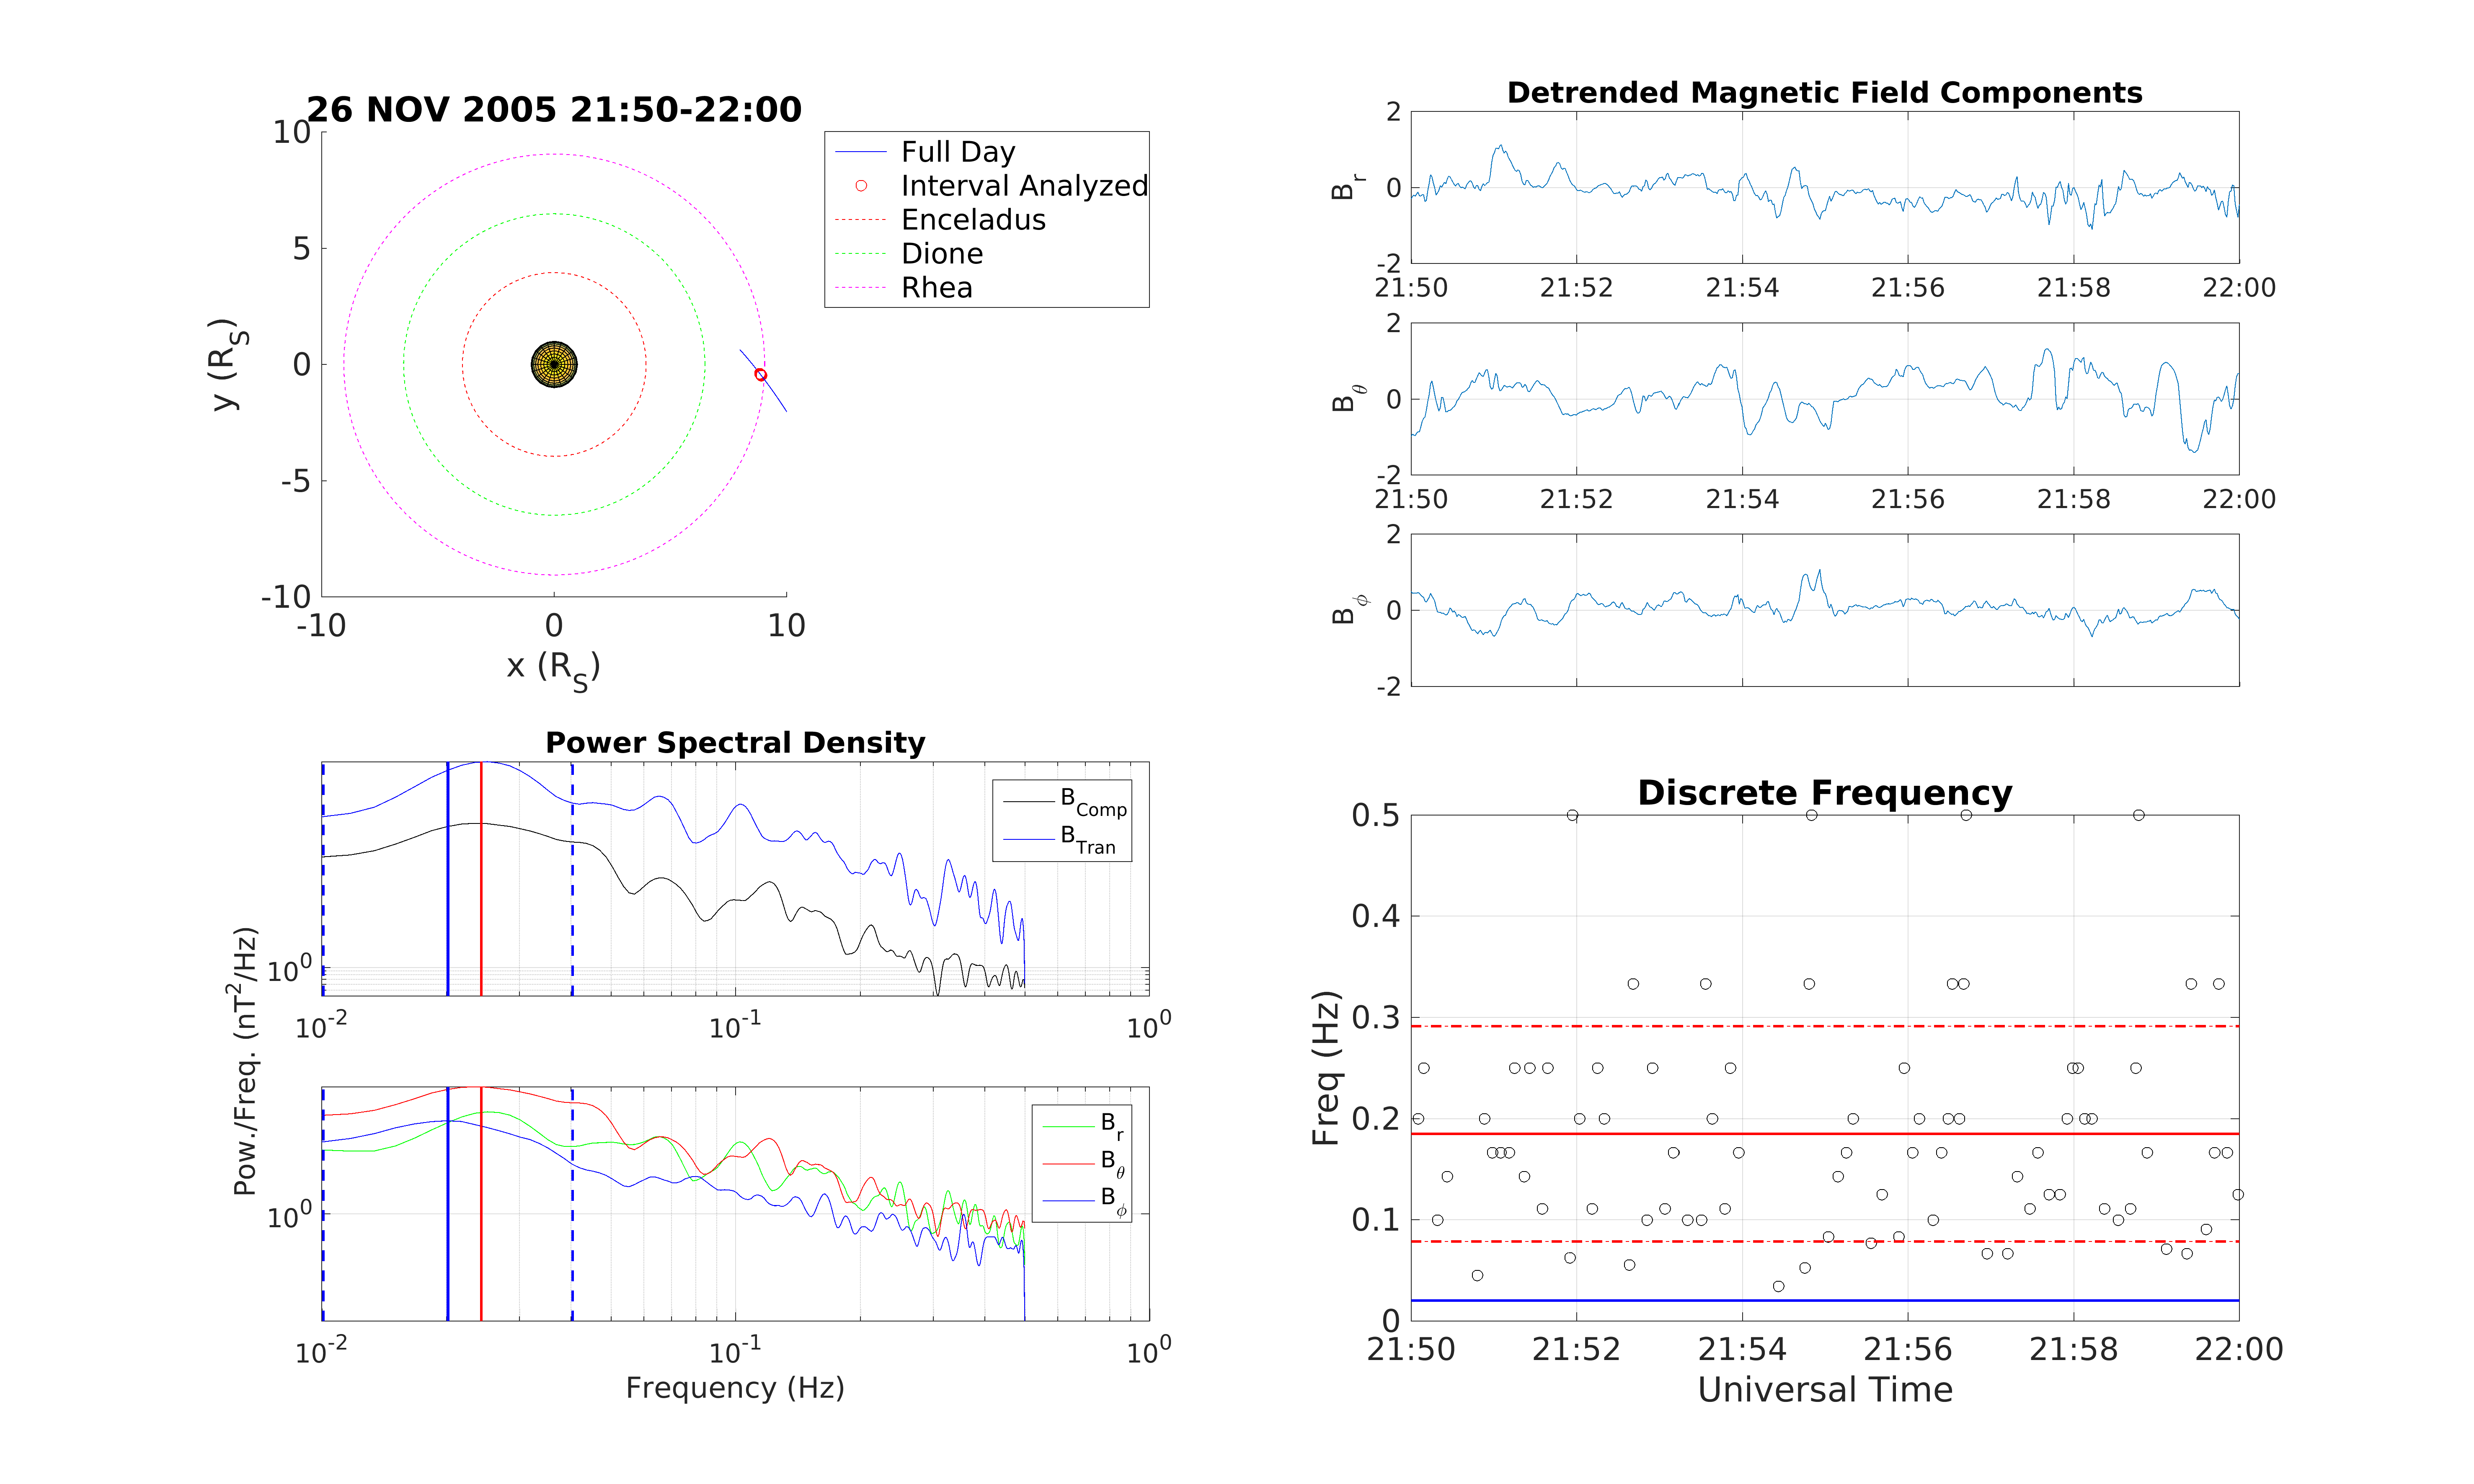 26 NOV 2005 21:50-22:00
10
5
0
-5
-10
-10
0
10
y (R_S)
x (R_S)
Full Day
Interval Analyzed
Enceladus
Dione
Rhea
Detrended Magnetic Field Components
2
0
-2
B_r
21:50
21:52
21:54
21:56
21:58
22:00
2
0
-2
B_θ
21:50
21:52
21:54
21:56
21:58
22:00
2
0
-2
B_ϕ
Power Spectral Density
B_Comp
B_Tran
10^0
10^-2
10^-1
10^0
Pow./Freq. (nT^2/Hz)
B_r
B_θ
B_ϕ
10^0
10^-2
10^-1
10^0
Frequency (Hz)
Discrete Frequency
0.5
0.4
0.3
0.2
0.1
0
Freq (Hz)
21:50
21:52
21:54
21:56
21:58
22:00
Universal Time